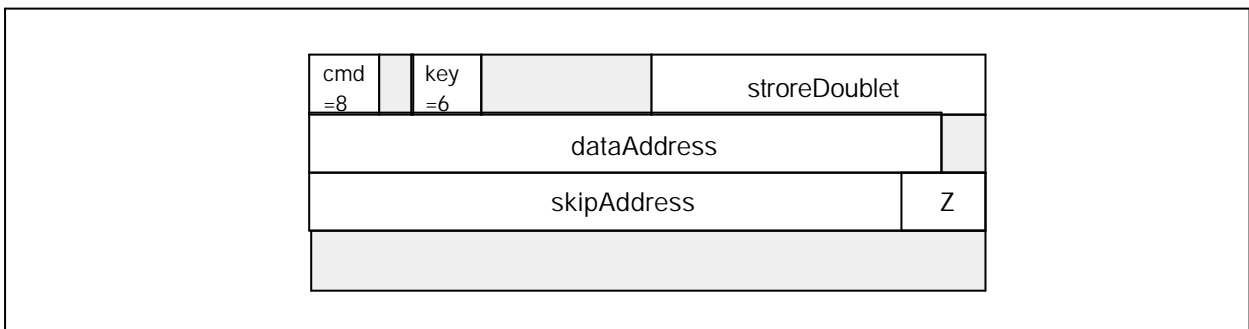 cmd
=8
key
=6
stroreDoublet
dataAddress
skipAddress
Z